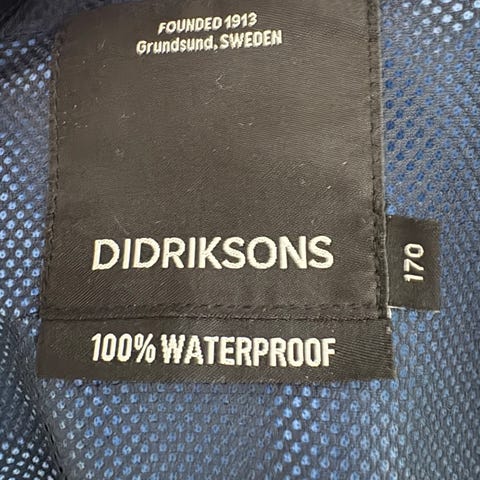 FOUNDED 1913
Grundsund, SWEDEN
DIDRIKSONS
170
100% WATERPROOF